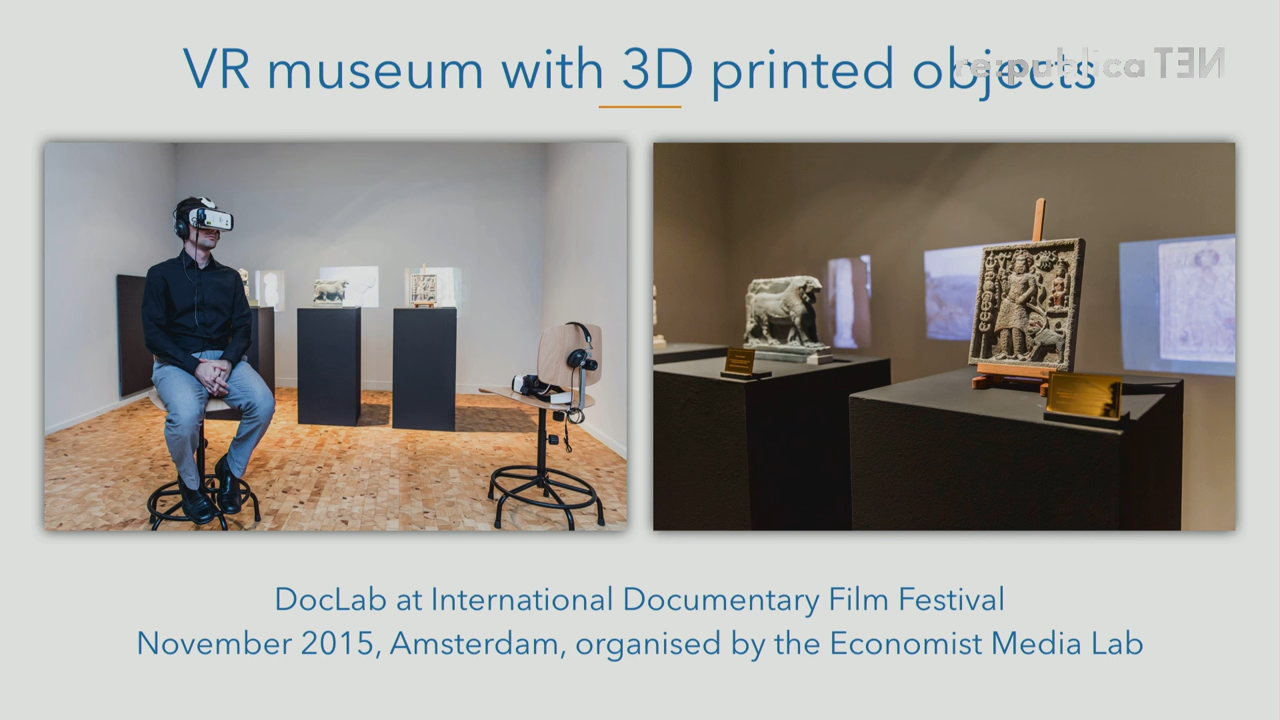 VR museum with 3D printed objects
re:publica TEN
DocLab at International Documentary Film Festival
November 2015, Amsterdam, organised by the Economist Media Lab